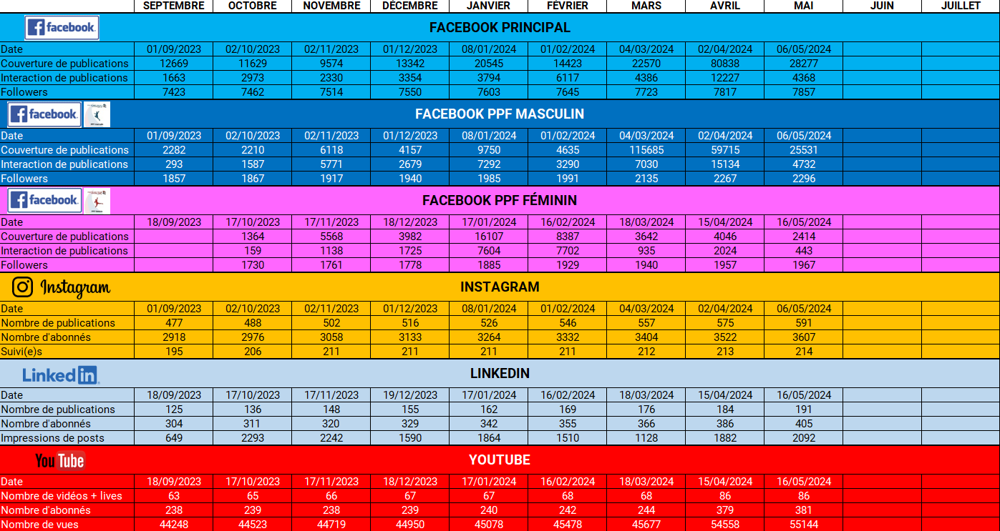 SEPTEMBRE OCTOBRE NOVEMBRE DÉCEMBRE JANVIER FÉVRIER MARS AVRIL MAI JUIN JUILLET
facebook. FACEBOOK PRINCIPAL
Date 01/09/2023 02/10/2023 02/11/2023 01/12/2023 08/01/2024 01/02/2024 04/03/2024 02/04/2024 06/05/2024
Couverture de publications 12669 11629 9574 13342 20545 14423 22570 80838 28277
Interaction de publications 1663 2973 2330 3354 3794 6117 4386 12227 4368
Followers 7423 7462 7514 7550 7603 7645 7723 7817 7857
facebook. FACEBOOK PPF MASCULIN
Date 01/09/2023 02/10/2023 02/11/2023 01/12/2023 08/01/2024 01/02/2024 04/03/2024 02/04/2024 06/05/2024
Couverture de publications 2282 2210 6118 4157 9750 4635 115685 59715 25531
Interaction de publications 293 1587 5771 2679 7292 3290 7030 15134 4732
Followers 1857 1867 1917 1940 1985 1991 2135 2267 2296
facebook. FACEBOOK PPF FÉMININ
Date 18/09/2023 17/10/2023 17/11/2023 18/12/2023 17/01/2024 16/02/2024 18/03/2024 15/04/2024 16/05/2024
Couverture de publications 1364 5568 3982 16107 8387 3642 4046 2414
Interaction de publications 159 1138 1725 7604 7702 935 2024 443
Followers 1730 1761 1778 1885 1929 1940 1957 1967
Instagram INSTAGRAM
Date 01/09/2023 02/10/2023 02/11/2023 01/12/2023 08/01/2024 01/02/2024 04/03/2024 02/04/2024 06/05/2024
Nombre de publications 477 488 502 516 526 546 557 575 591
Nombre d'abonnés 2918 2976 3058 3133 3264 3332 3404 3522 3607
Suivi(e)s 195 206 211 211 211 211 212 213 214
Linkedin LINKEDIN
Date 18/09/2023 17/10/2023 17/11/2023 19/12/2023 17/01/2024 16/02/2024 18/03/2024 15/04/2024 16/05/2024
Nombre de publications 125 136 148 155 162 169 176 184 191
Nombre d'abonnés 304 311 320 329 342 355 366 386 405
Impressions de posts 649 2293 2242 1590 1864 1510 1128 1882 2092
YouTube YOUTUBE
Date 18/09/2023 17/10/2023 17/11/2023 18/12/2023 17/01/2024 16/02/2024 18/03/2024 15/04/2024 16/05/2024
Nombre de vidéos + lives 63 65 66 67 67 68 68 86 86
Nombre d'abonnés 238 239 238 239 240 242 244 379 381
Nombre de vues 44248 44523 44719 44950 45078 45478 45677 54558 55144